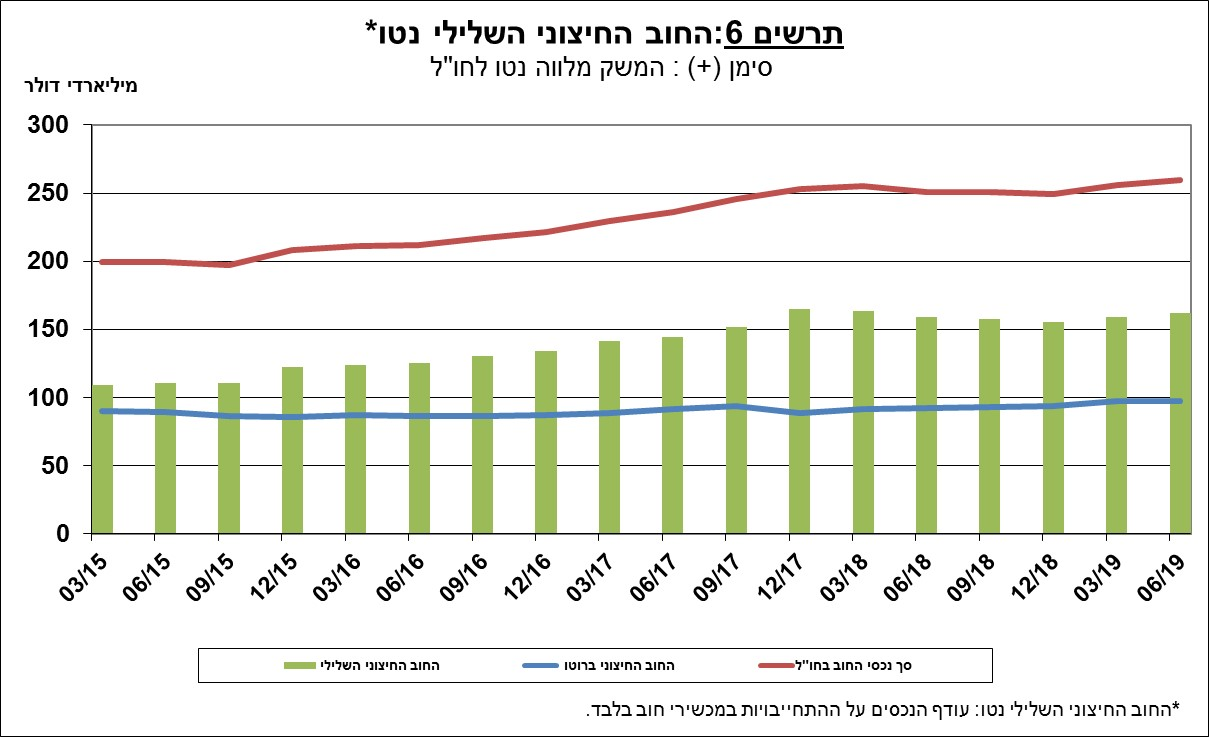 תרשים 6:החוב החיצוני השלילי נטו*
סימן (+) : המשק מלווה נטו לחו"ל
מיליארדי דולר
300
250
200
150
100
50
0
03/15 06/15 09/15 12/15 03/16 06/16 09/16 12/16 03/17 06/17 09/17 12/17 03/18 06/18 09/18 12/18 03/19 06/19
סך נכסי החוב בחו"ל החוב החיצוני ברוטו החוב החיצוני השלילי
*החוב החיצוני השלילי נטו: עודף הנכסים על ההתחייבויות במכשירי חוב בלבד.